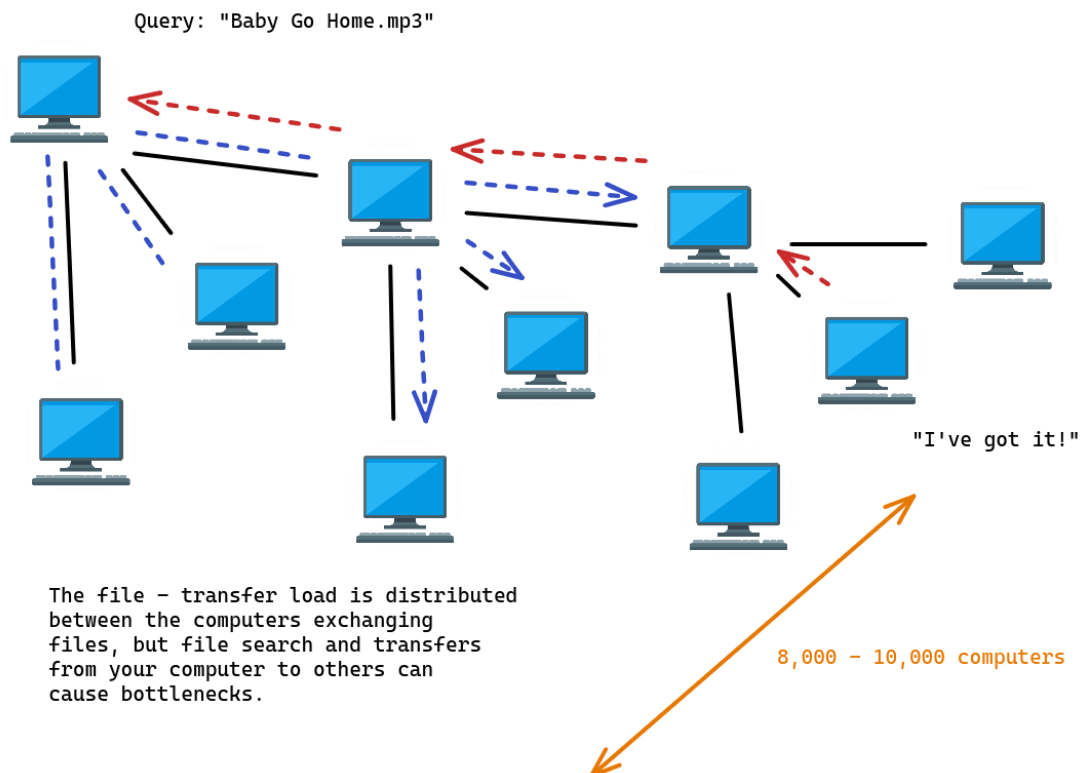 Query: "Baby Go Home.mp3"
"I've got it!"
The file – transfer load is distributed
between the computers exchanging
files, but file search and transfers
from your computer to others can
cause bottlenecks.
8,000 – 10,000 computers